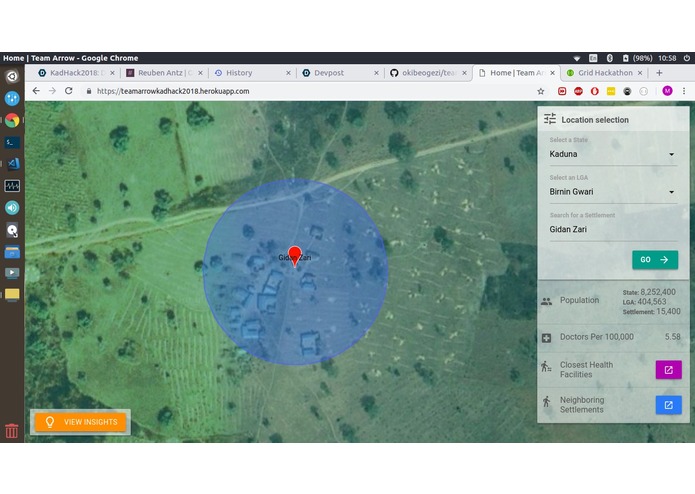 Home | Team Arrow - Google Chrome
En
(98%) 10:58
KadHack2018:
Reuben Antz |
History
Devpost
okibeogezi/tea
Home | Team Ar
Grid Hackathon
https://teamarrowkadhack2018.herokuapp.com
M
Location selection
Select a State
Kaduna
Select an LGA
Birnin Gwari
Search for a Settlement
Gidan Zari
GO
Gidan Zari
Population
State: 8,252,400
LGA: 404,563
Settlement: 15,400
Doctors Per 100,000 5.58
Closest Health
Facilities
Neighboring
Settlements
VIEW INSIGHTS